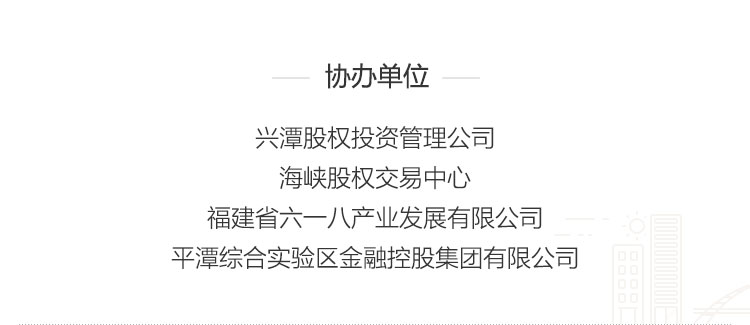 协办单位
兴潭股权投资管理公司
海峡股权交易中心
福建省六一八产业发展有限公司
平潭综合实验区金融控股集团有限公司